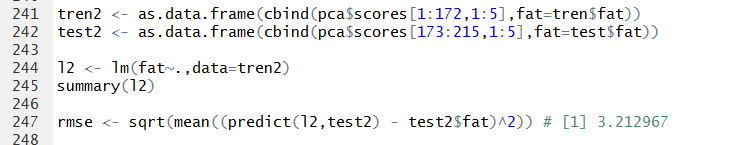 241 tren2 <- as.data.frame(cbind(pca$scores[1:172,1:5],fat=tren$fat))
242 test2 <- as.data.frame(cbind(pca$scores[173:215,1:5],fat=test$fat))
243
244 l2 <- lm(fat~.,data=tren2)
245 summary(l2)
246
247 rmse <- sqrt(mean((predict(l2,test2) - test2$fat)^2)) # [1] 3.212967
248